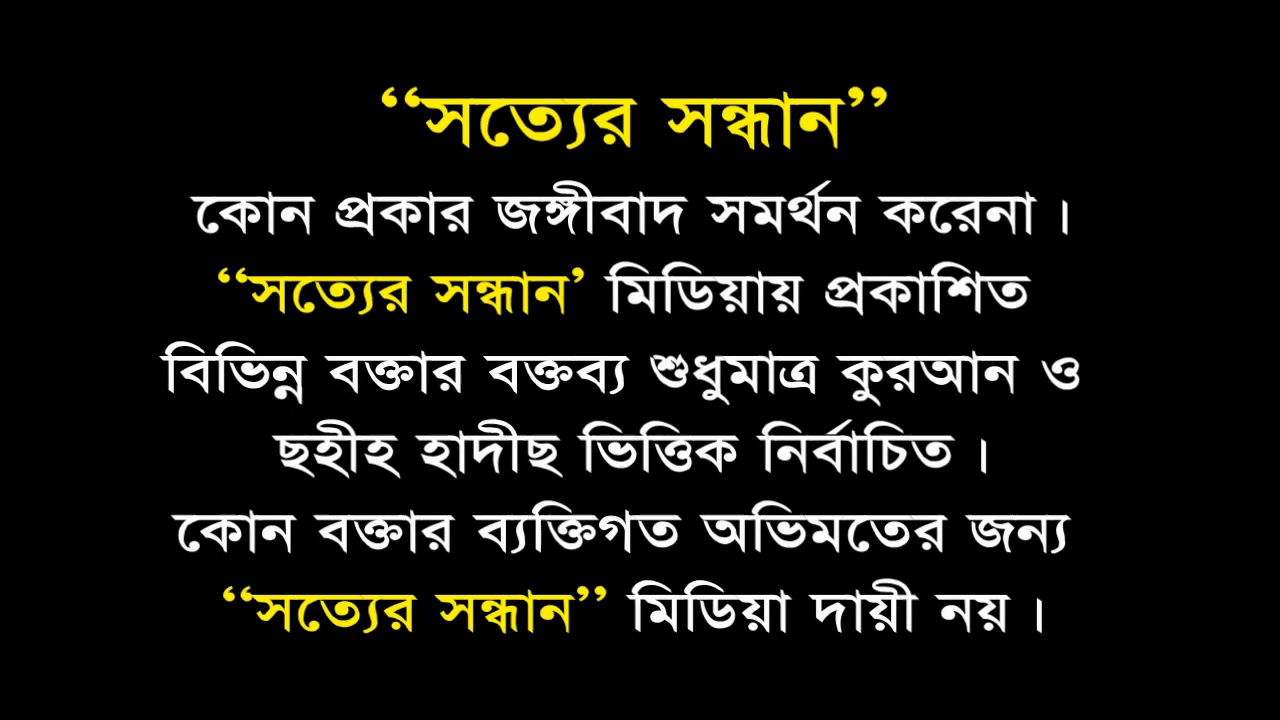 ‘‘সত্যের সন্ধান’’
কোন প্রকার জঙ্গীবাদ সমর্থন করেনা।
‘‘সত্যের সন্ধান’ মিডিয়ায় প্রকাশিত
বিভিন্ন বক্তার বক্তব্য শুধুমাত্র কুরআন ও
ছহীহ হাদীছ ভিত্তিক নির্বাচিত।
কোন বক্তার ব্যক্তিগত অভিমতের জন্য
‘‘সত্যের সন্ধান’’ মিডিয়া দায়ী নয়।